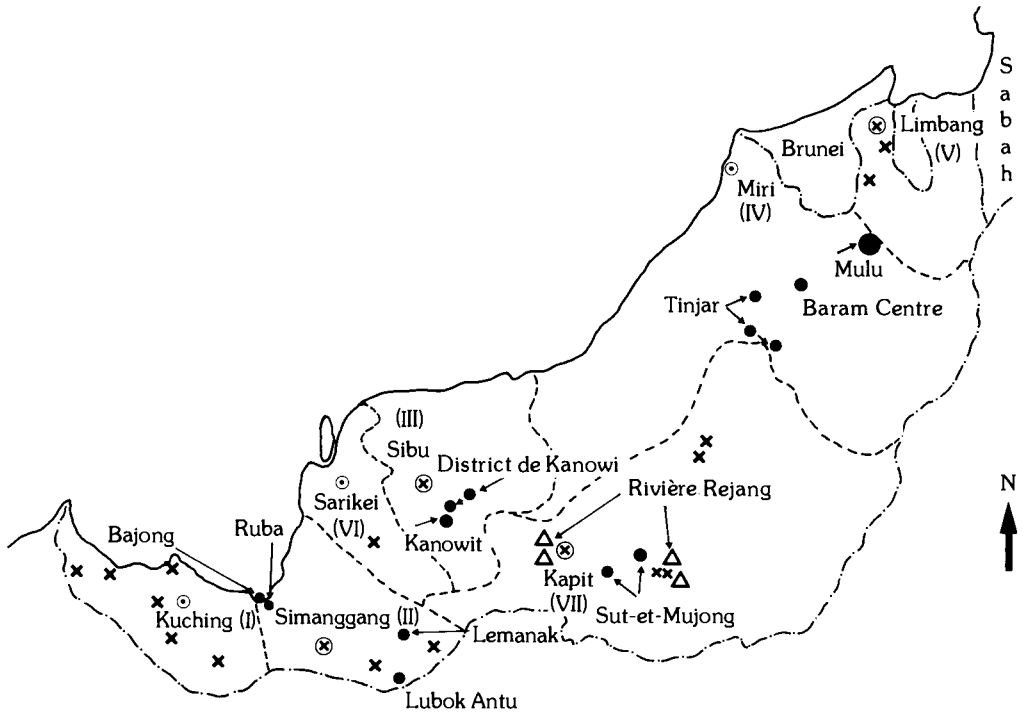 Sabah
Limbang
(V)
Brunei
Miri
(IV)
Mulu
Tinjar
Baram Centre
(III)
Sibu
District de Kanowi
Rivière Rejang
N
Sarikei
(VI)
Kanowit
Ruba
Bajong
Kapit
(VII)
Kuching (I)
Simanggang (II)
Sut-et-Mujong
Lemanak
Lubok Antu